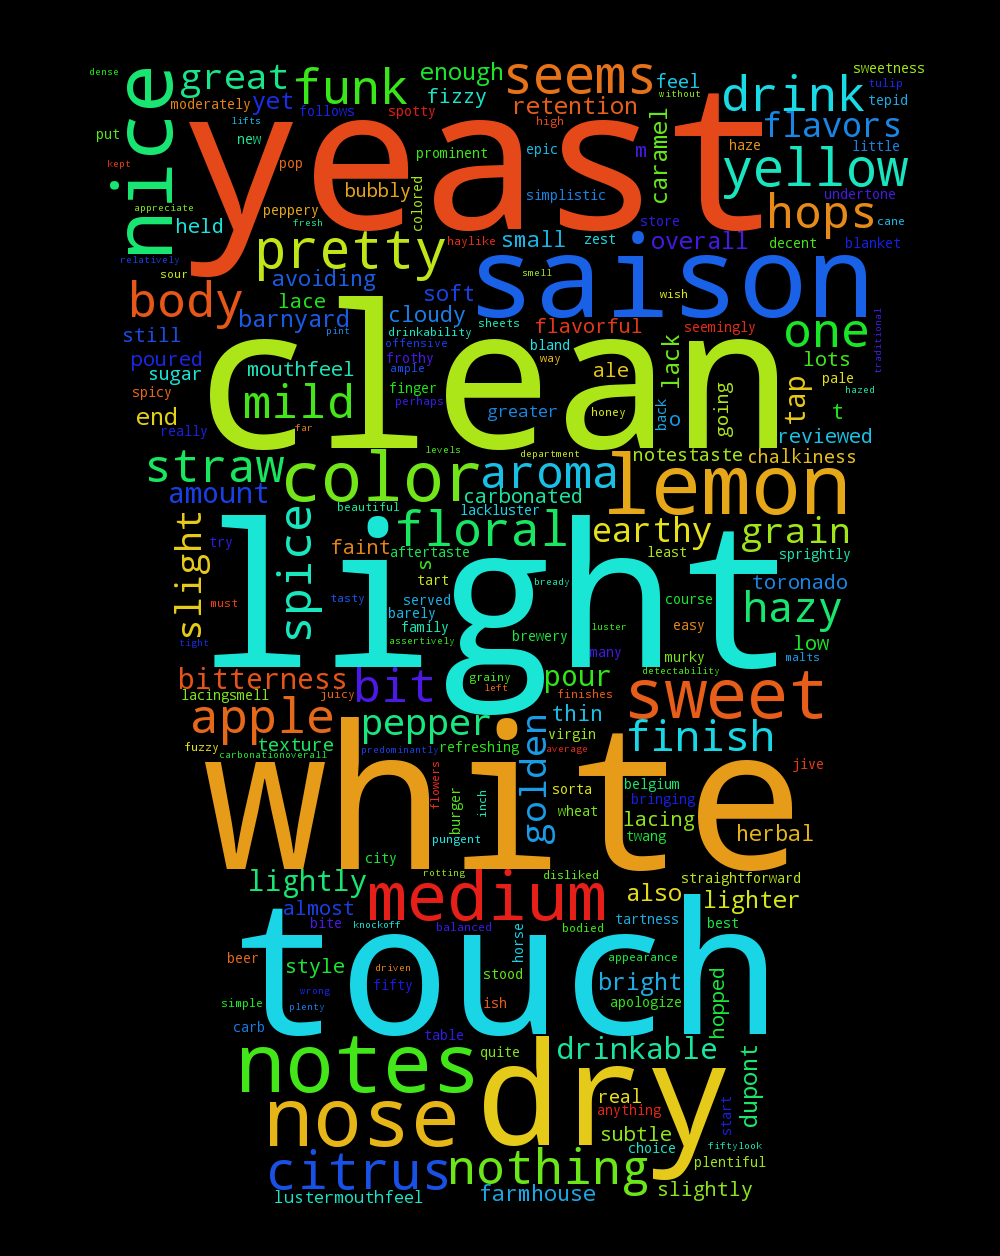 dense
sweetness
great
funk
enough
seems
feel
tulip
nice
moderately
yet
follows
spotty
fizzy
retention
without
drink
tepid
lifts
high
put
new
yeast
flavors
kept
pop
prominent
epic
m
caramel
haze
little
appreciate
bubbly
colored
simplistic
yellow
undertone
held
peppery
fresh
haylike
small
zest
store
overall
hops
cane
relatively
pretty
decent
blanket
sour
avoiding
smell
saison
body
lace
soft
wish
still
barnyard
pint
cloudy
sheets
flavorful
seemingly
one
traditional
drinkability
poured
offensive
bland
lack
lots
sugar
mouthfeel
frothy
way
ale
tap
pale
spicy
ample
clean
finger
going
hazed
mild
perhaps
greater
honey
back
o
t
end
really
far
reviewed
levels
department
notestaste
chalkiness
straw
color
aroma
lemon
amount
carbonated
beautiful
lackluster
slight
spice
floral
earthy
grain
try
faint
aftertaste
least
sprightly
s
tart
bready
toronado
must
tasty
served
light
course
hazy
barely
family
luster
easy
tight
assertively
brewery
many
low
murky
malts
bitterness
bit
grainy
pour
detectability
lacingsmell
juicy
left
finishes
sweet
apple
pepper
thin
fuzzy
texture
refreshing
virgin
finish
carbonationoverall
predominantly
golden
average
jive
white
flowers
belgium
burger
inch
sorta
bringing
wheat
lacing
pungent
twang
herbal
city
rotting
disliked
straightforward
lightly
medium
also
lighter
almost
bite
knockoff
balanced
bodied
tartness
best
touch
horse
beer
style
driven
appearance
stood
fifty
bright
wrong
simple
plenty
ish
apologize
hopped
carb
table
notes
quite
drinkable
dry
dupont
nose
real
anything
start
subtle
fiftylook
choice
citrus
nothing
plentiful
lustermouthfeel
farmhouse
slightly